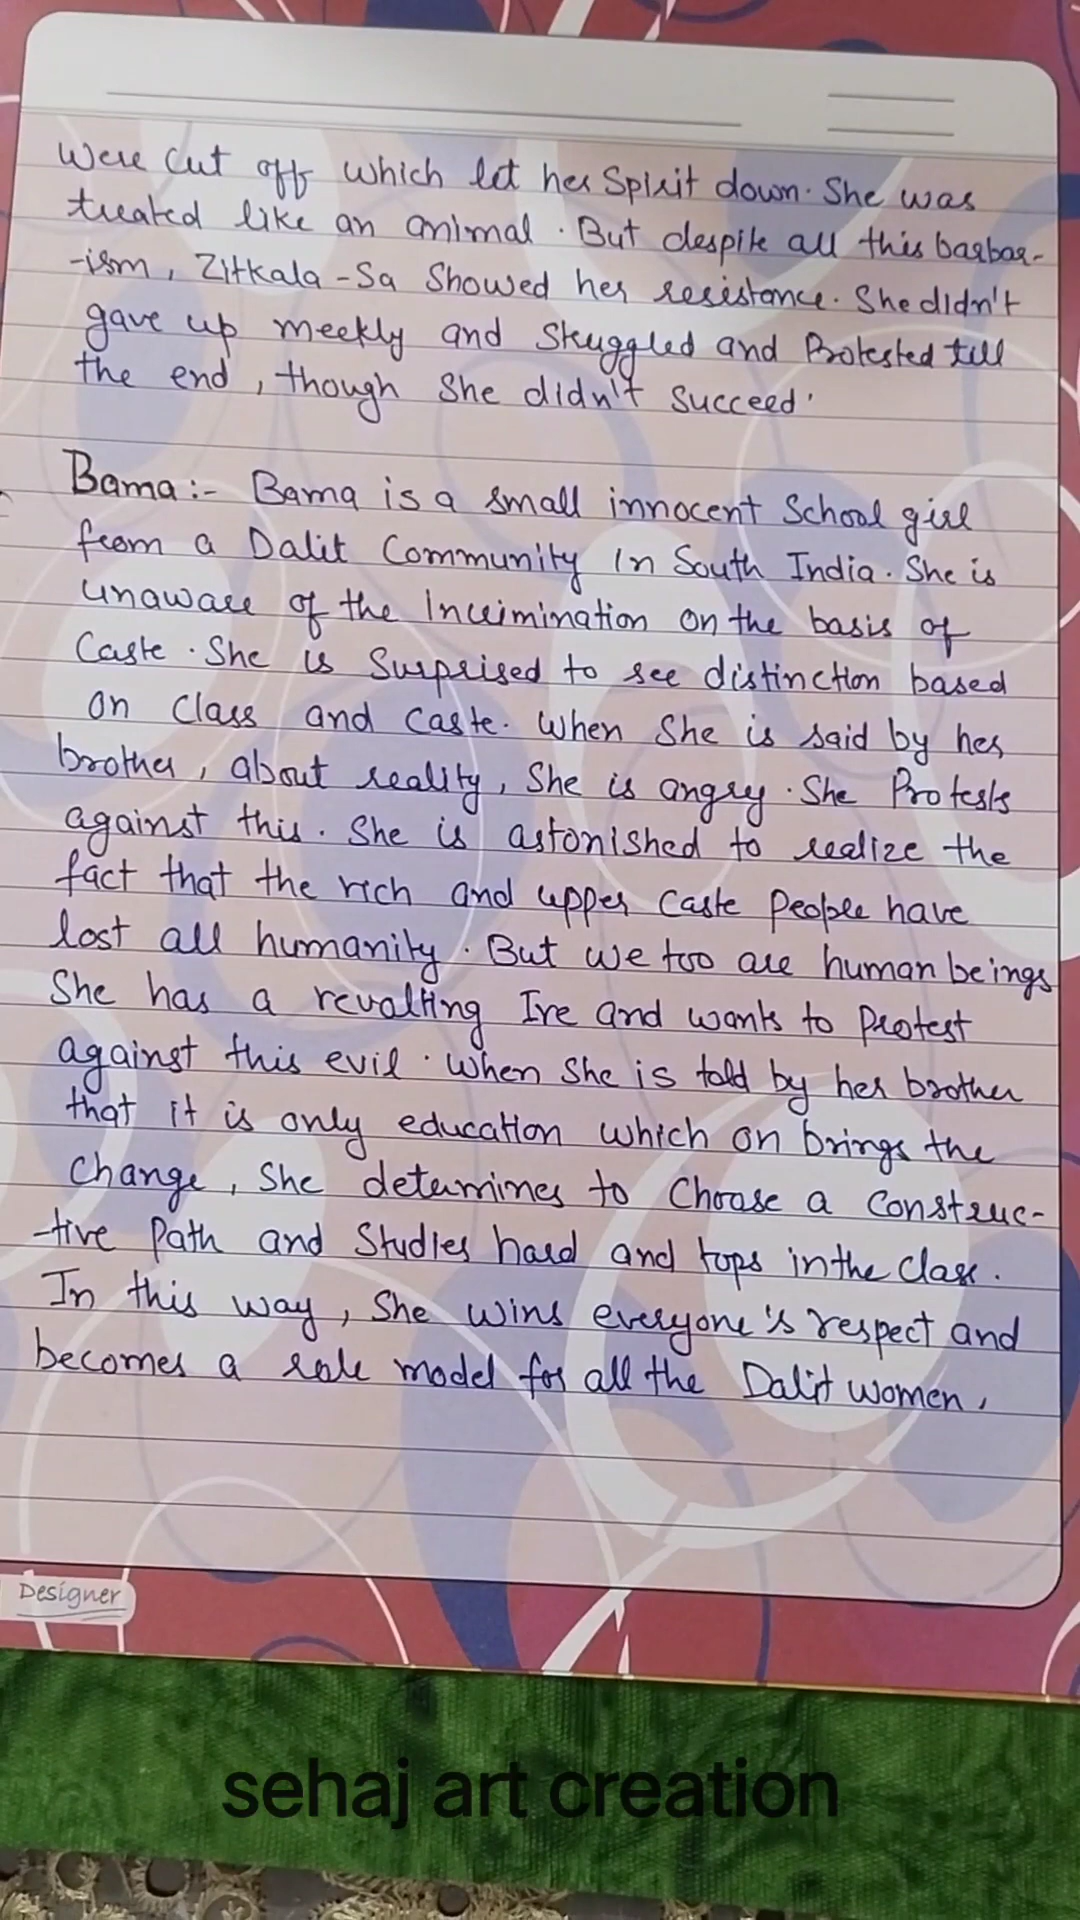 Were cut off which let her Spirit down. She was
treated like an animal. But despite all this barbar-
-ism, Zitkala-Sa Showed her resistance. She didn't
gave up meekly and Struggled and Protested till
the end, though She didn't Succeed.
Bama :- Bama is a small innocent School girl
from a Dalit Community in South India. She is
unaware of the Incrimination on the basis of
Caste. She is Surprised to see distinction based
on Class and Caste. When She is said by her
brother, about reality, She is angry. She Protests
against this. She is astonished to realize the
fact that the rich and upper caste People have
lost all humanity. But we too are human beings
She has a revolting Ire and wants to Protest
against this evil. When She is told by her brother
that it is only education which on brings the
Change, She determines to Choose a Construc-
-tive Path and Studies hard and tops in the Class.
In this way, She wins everyone's respect and
becomes a role model for all the Dalit women,
Designer
sehaj art creation